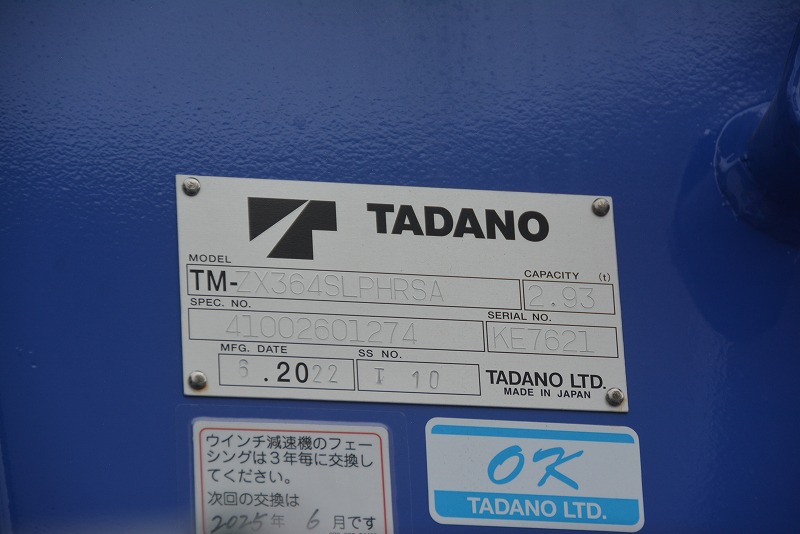 TADANO
MODEL
TM-ZX364SLPHRSA
CAPACITY (t)
2.93
SPEC. NO.
41002601274
SERIAL NO.
KE7621
MFG. DATE
6.2022
SS NO.
I 10
TADANO LTD.
MADE IN JAPAN
ウインチ減速機のフェー
シングは3年毎に交換し
てください。
次回の交換は
2025年 6月です
OK
TADANO LTD.